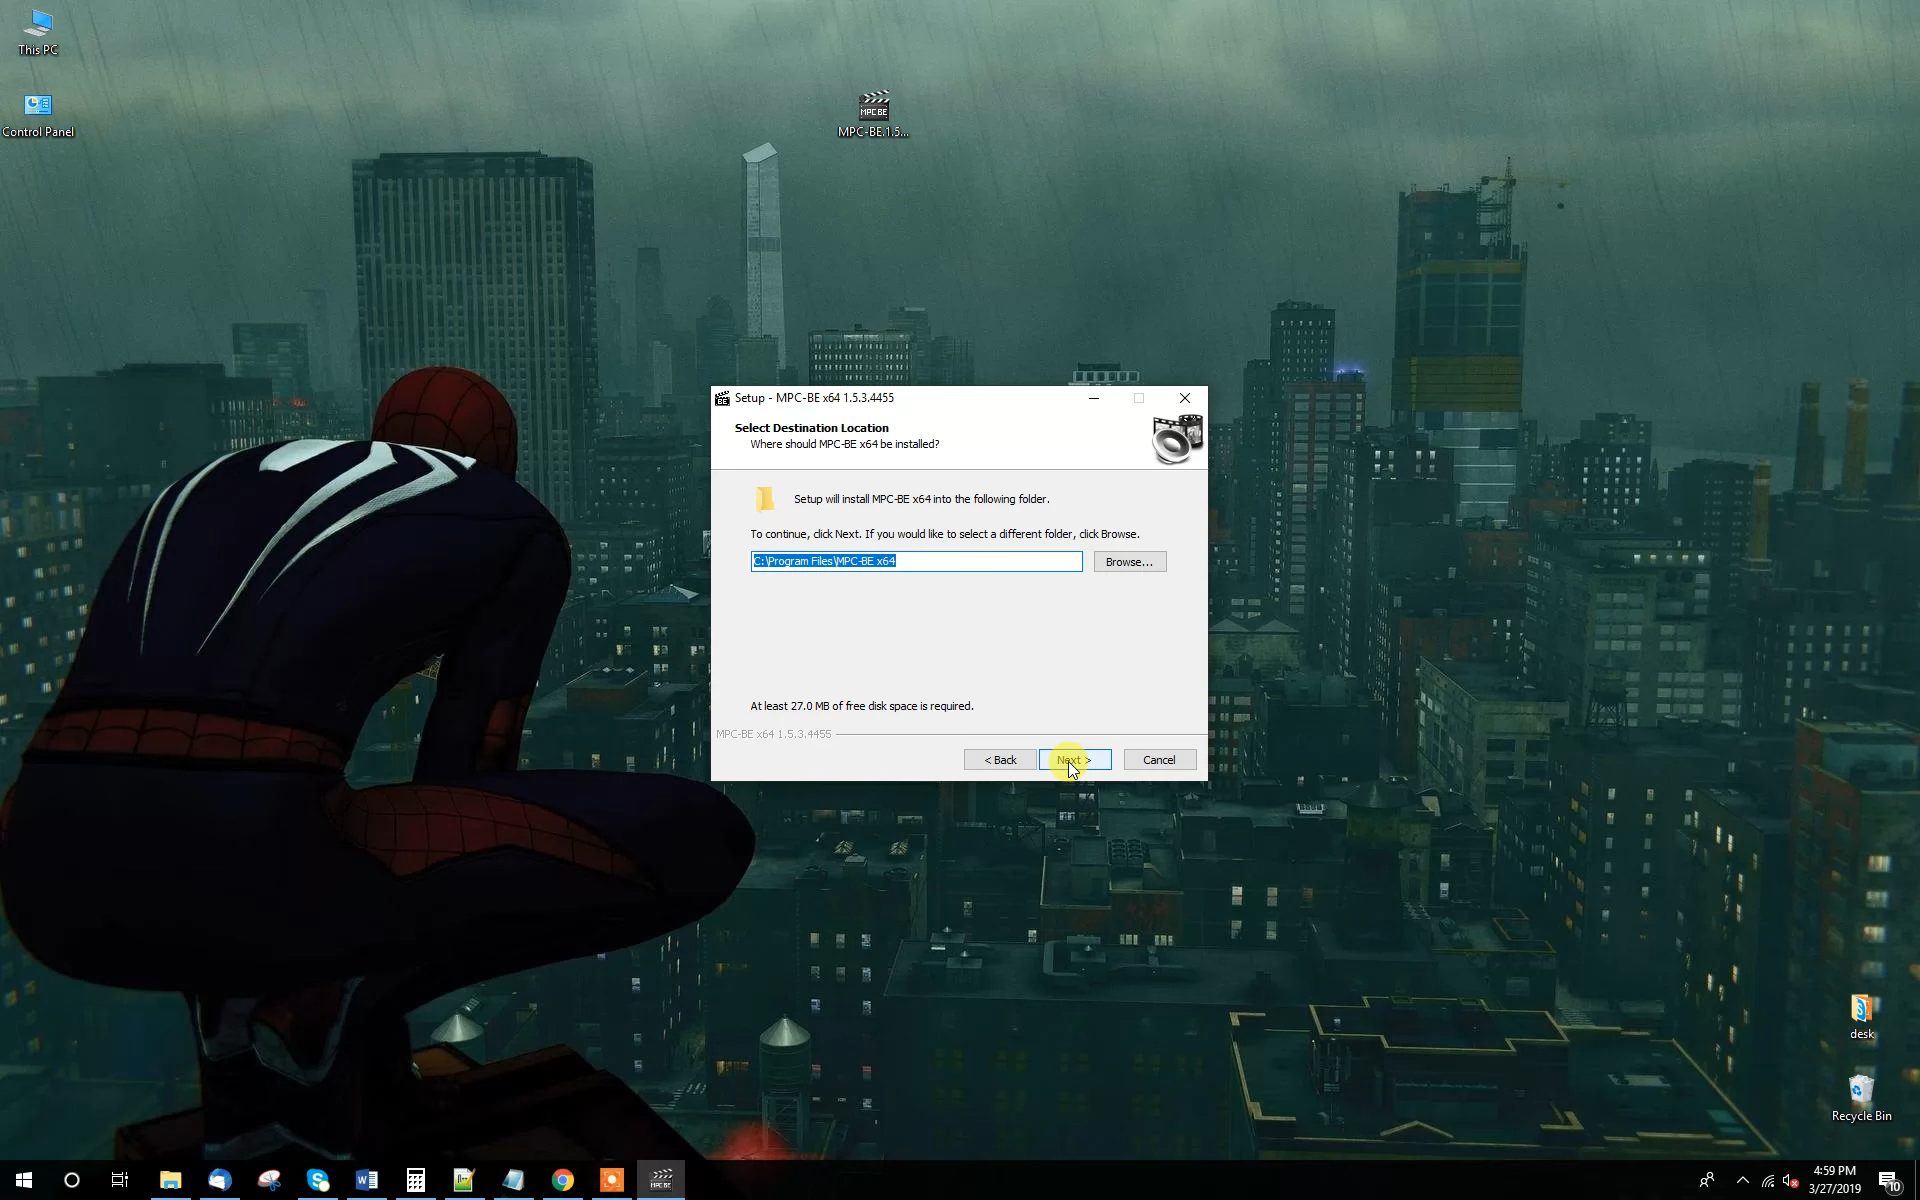 This PC
Control Panel
MPC BE
MPC-BE.1.5...
BE
Setup - MPC-BE x64 1.5.3.4455
Select Destination Location
Where should MPC-BE x64 be installed?
Setup will install MPC-BE x64 into the following folder.
To continue, click Next. If you would like to select a different folder, click Browse.
C:\Program Files\MPC-BE x64
Browse...
At least 27.0 MB of free disk space is required.
MPC-BE x64 1.5.3.4455
< Back
Next >
Cancel
desk
Recycle Bin
4:59 PM
3/27/2019
10